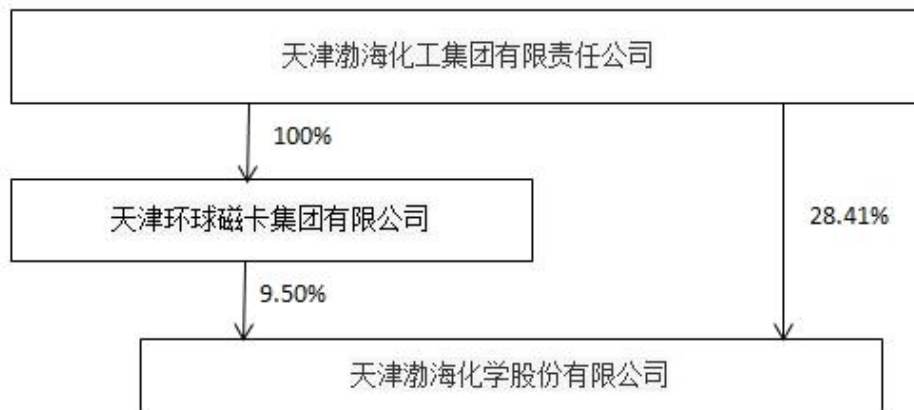 天津渤海化工集团有限责任公司
100%
天津环球磁卡集团有限公司
28.41%
9.50%
天津渤海化学股份有限公司